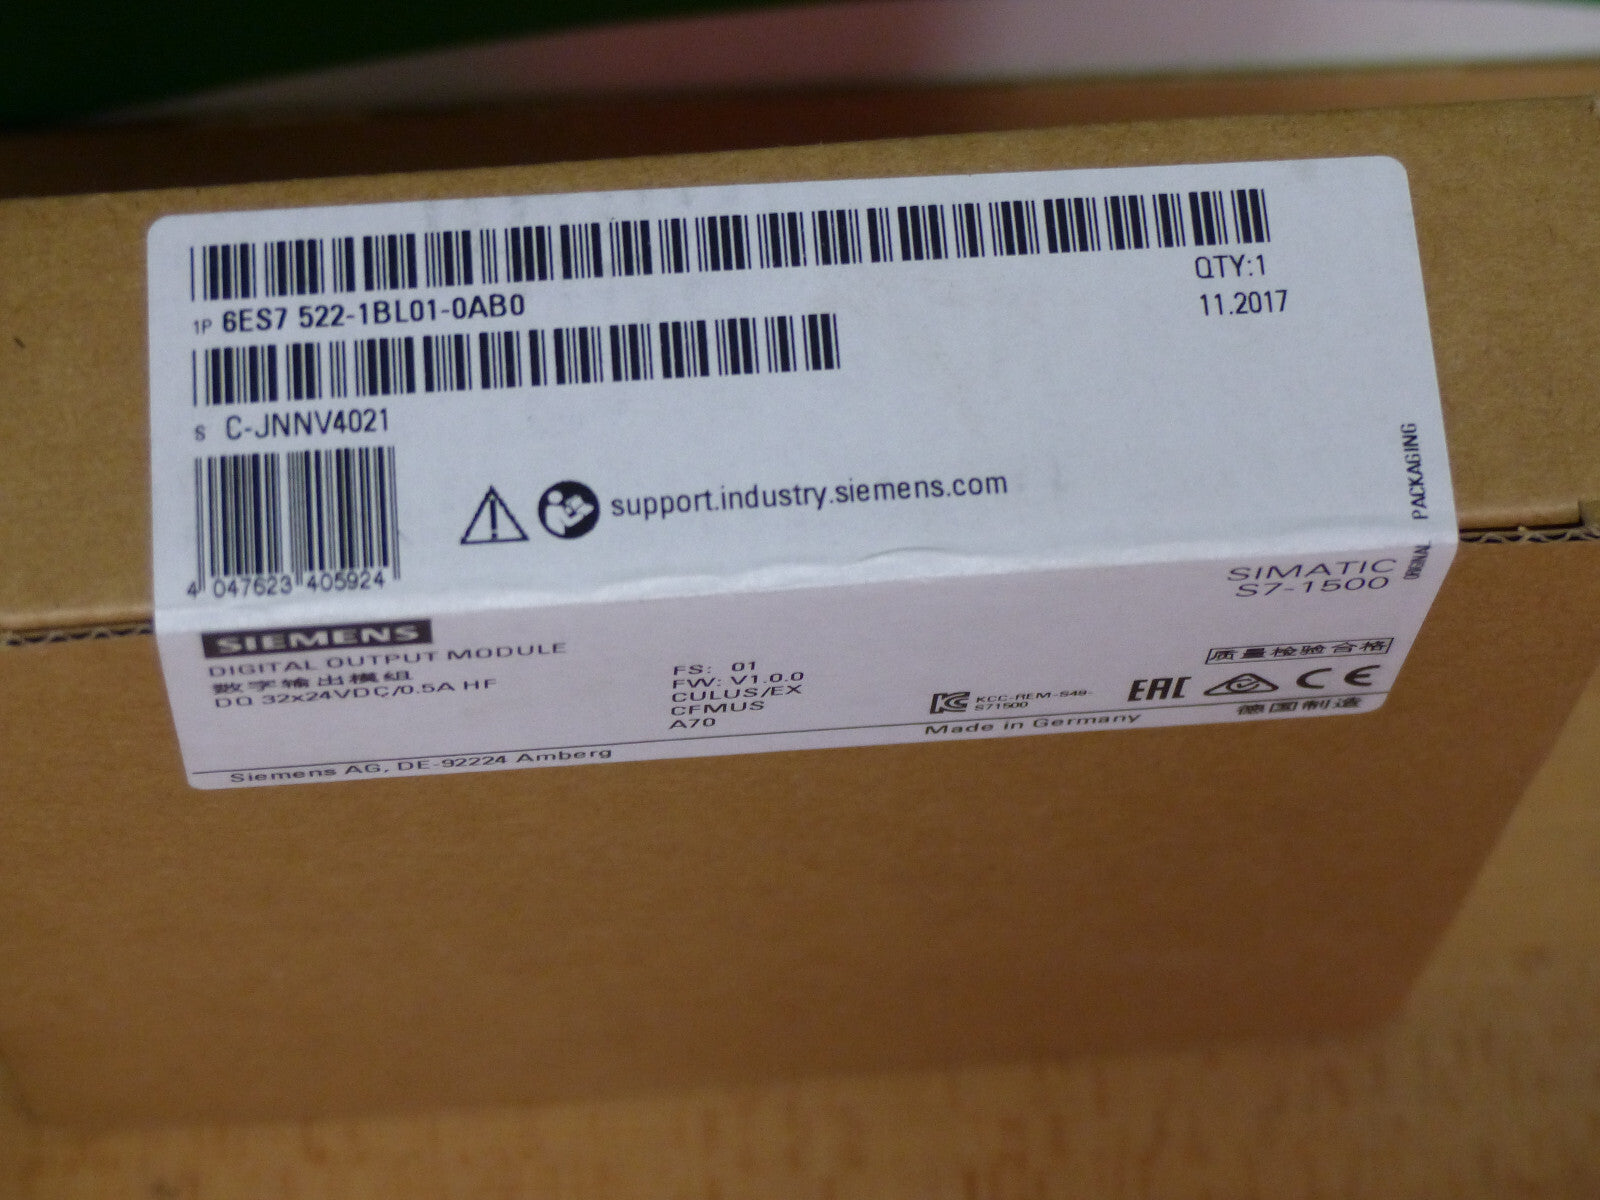 QTY:1
1P 6ES7 522-1BL01-0AB0
11.2017
S C-JNNV4021
support.industry.siemens.com
4 047623 405924
ORIGINAL PACKAGING
SIMATIC
S7-1500
SIEMENS
DIGITAL OUTPUT MODULE
数字输出模组
DQ 32x24VDC/0.5A HF
FS: 01
FW: V1.0.0
CULUS/EX
CFMUS
A70
KCC-REM-S49-
S71500
质量检验合格
EAC CE
德国制造
Made in Germany
Siemens AG, DE-92224 Amberg